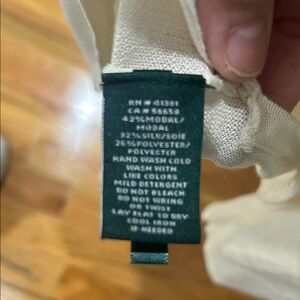 RN # 41381
CA # 56658
42%MODAL/
MODAL
32%SILK/SOIE
26%POLYESTER/
POLYESTER
HAND WASH COLD
WASH WITH
LIKE COLORS
MILD DETERGENT
DO NOT BLEACH
DO NOT WRING
OR TWIST
LAY FLAT TO DRY
COOL IRON
IF NEEDED